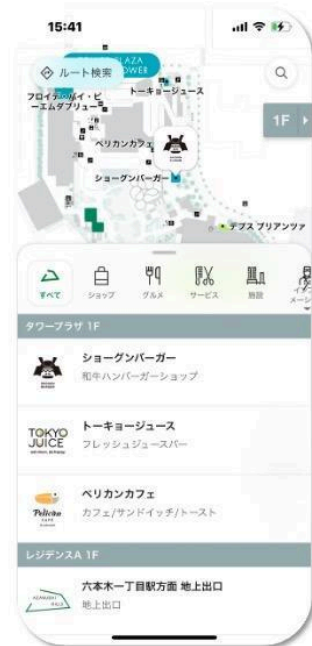 15:41
PLAZA
ルート検索
OWER
フロイデ・バイ・ビーエムダブリュー
トーキョージュース
1F
ペリカンカフェ
ショーグンバーガー
デプス ブリアンツァ
すべて
ショップ
グルメ
サービス
施設
タワープラザ 1F
ショーグンバーガー
和牛ハンバーガーショップ
TOKYO
JUICE
トーキョージュース
フレッシュジュースバー
Pelican
CAFE
ペリカンカフェ
カフェ/サンドイッチ/トースト
レジデンスA 1F
AZABUDAI
HILLS
六本木一丁目駅方面 地上出口
地上出口